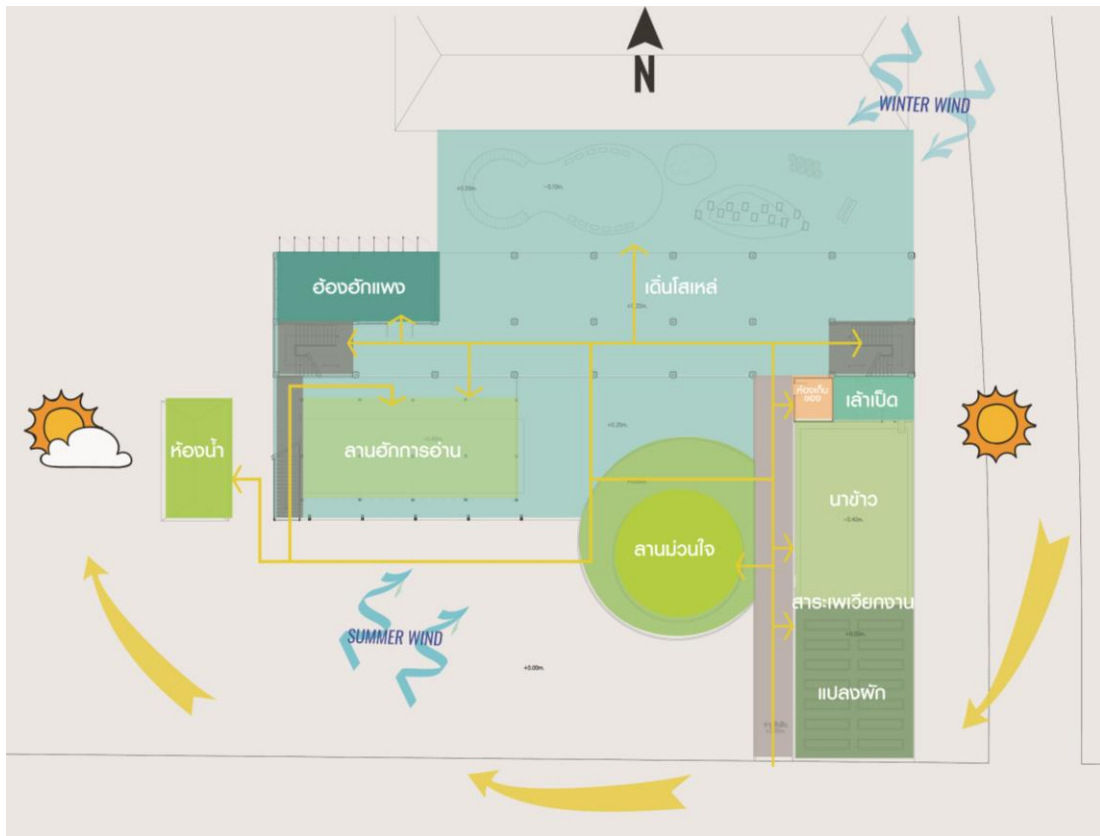 N
WINTER WIND
ฮ้องฮักแพง
เดิ่นโสเหล่
ห้องเก็บ
ของ
เล้าเป็ด
ห้องน้ำ
ลานฮักการอ่าน
นาข้าว
ลานม่วนใจ
สาระเพเวียกงาน
SUMMER WIND
+0.00m.
แปลงผัก